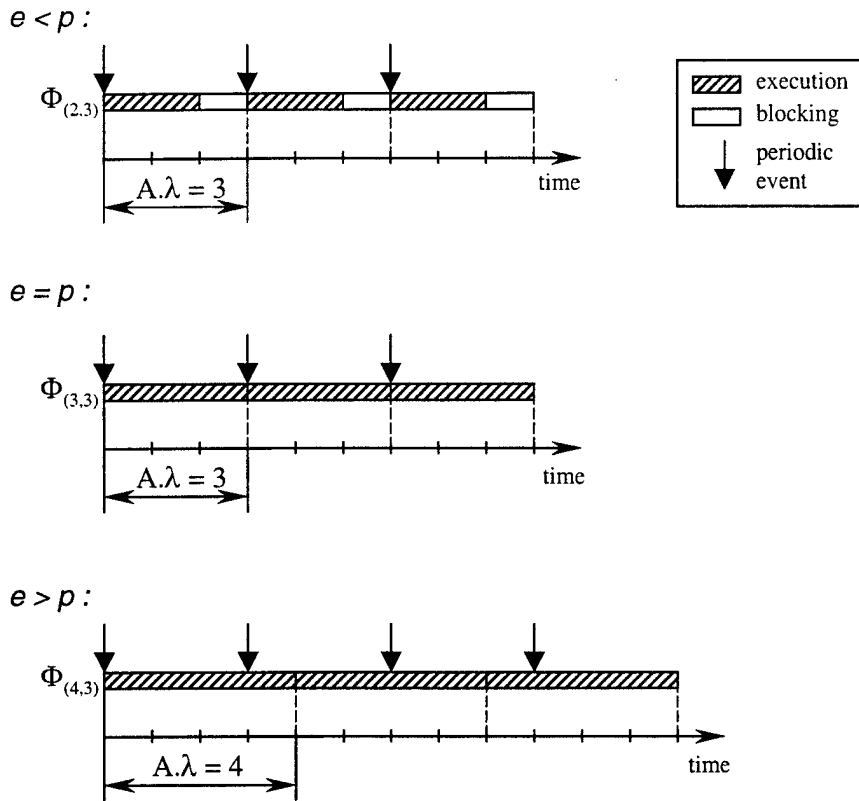 e < p :
Φ(2,3)
A.λ = 3
time
execution
blocking
periodic
event
e = p :
Φ(3,3)
A.λ = 3
time
e > p :
Φ(4,3)
A.λ = 4
time